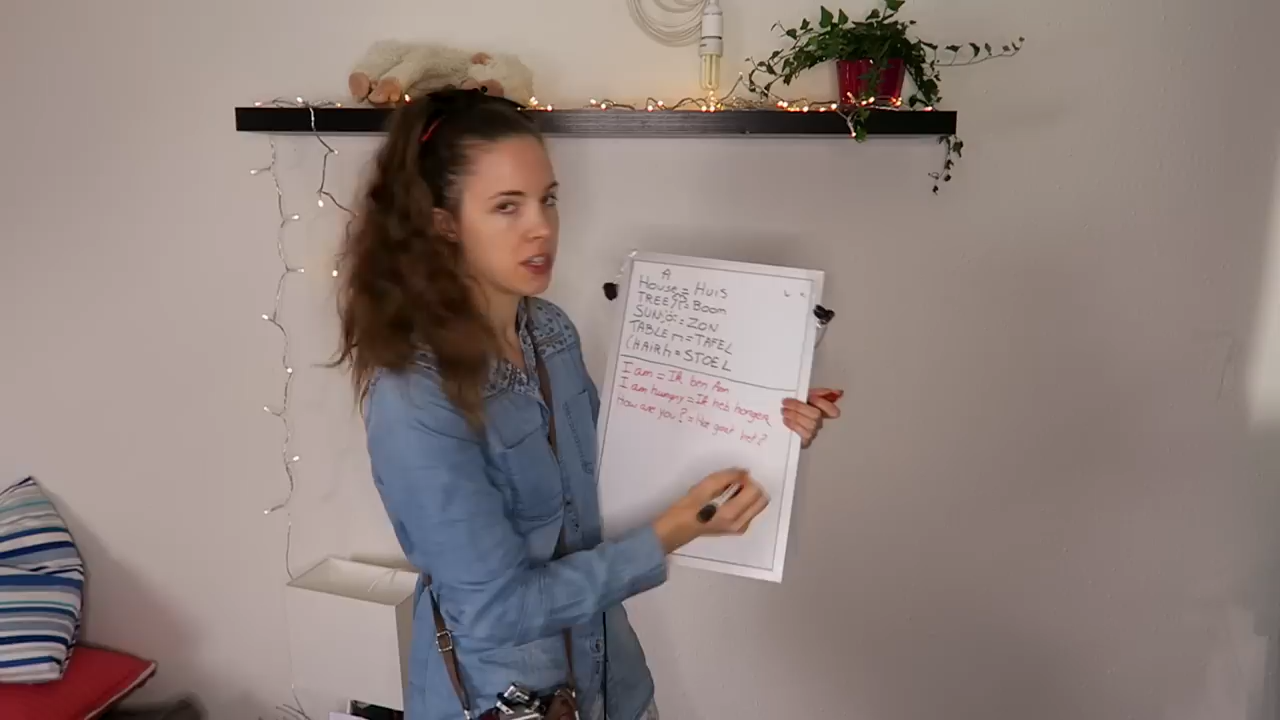 A
House = Huis
TREE = Boom
SUN = ZON
TABLE = TAFEL
CHAIR = STOEL
I am = Ik ben Ann
I am hungry = Ik heb honger
How are you? = Hoe gaat het?